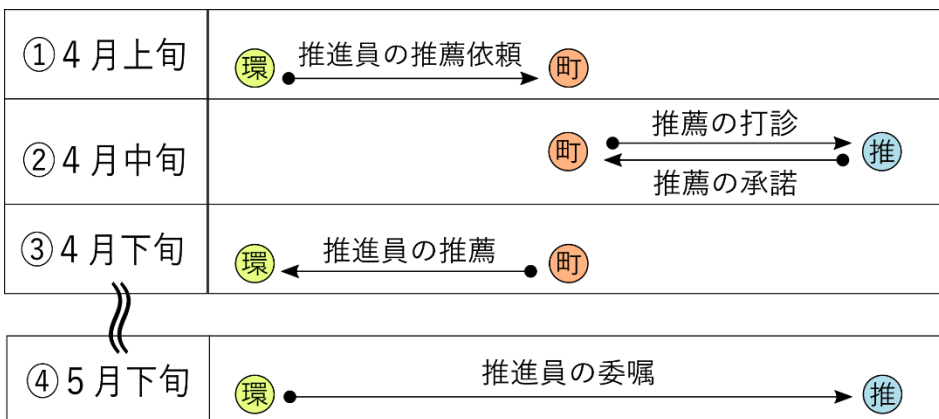 ①4月上旬
環 推進員の推薦依頼 町
②4月中旬
町 推薦の打診 推
推薦の承諾
③4月下旬
環 推進員の推薦 町
④5月下旬
環 推進員の委嘱 推